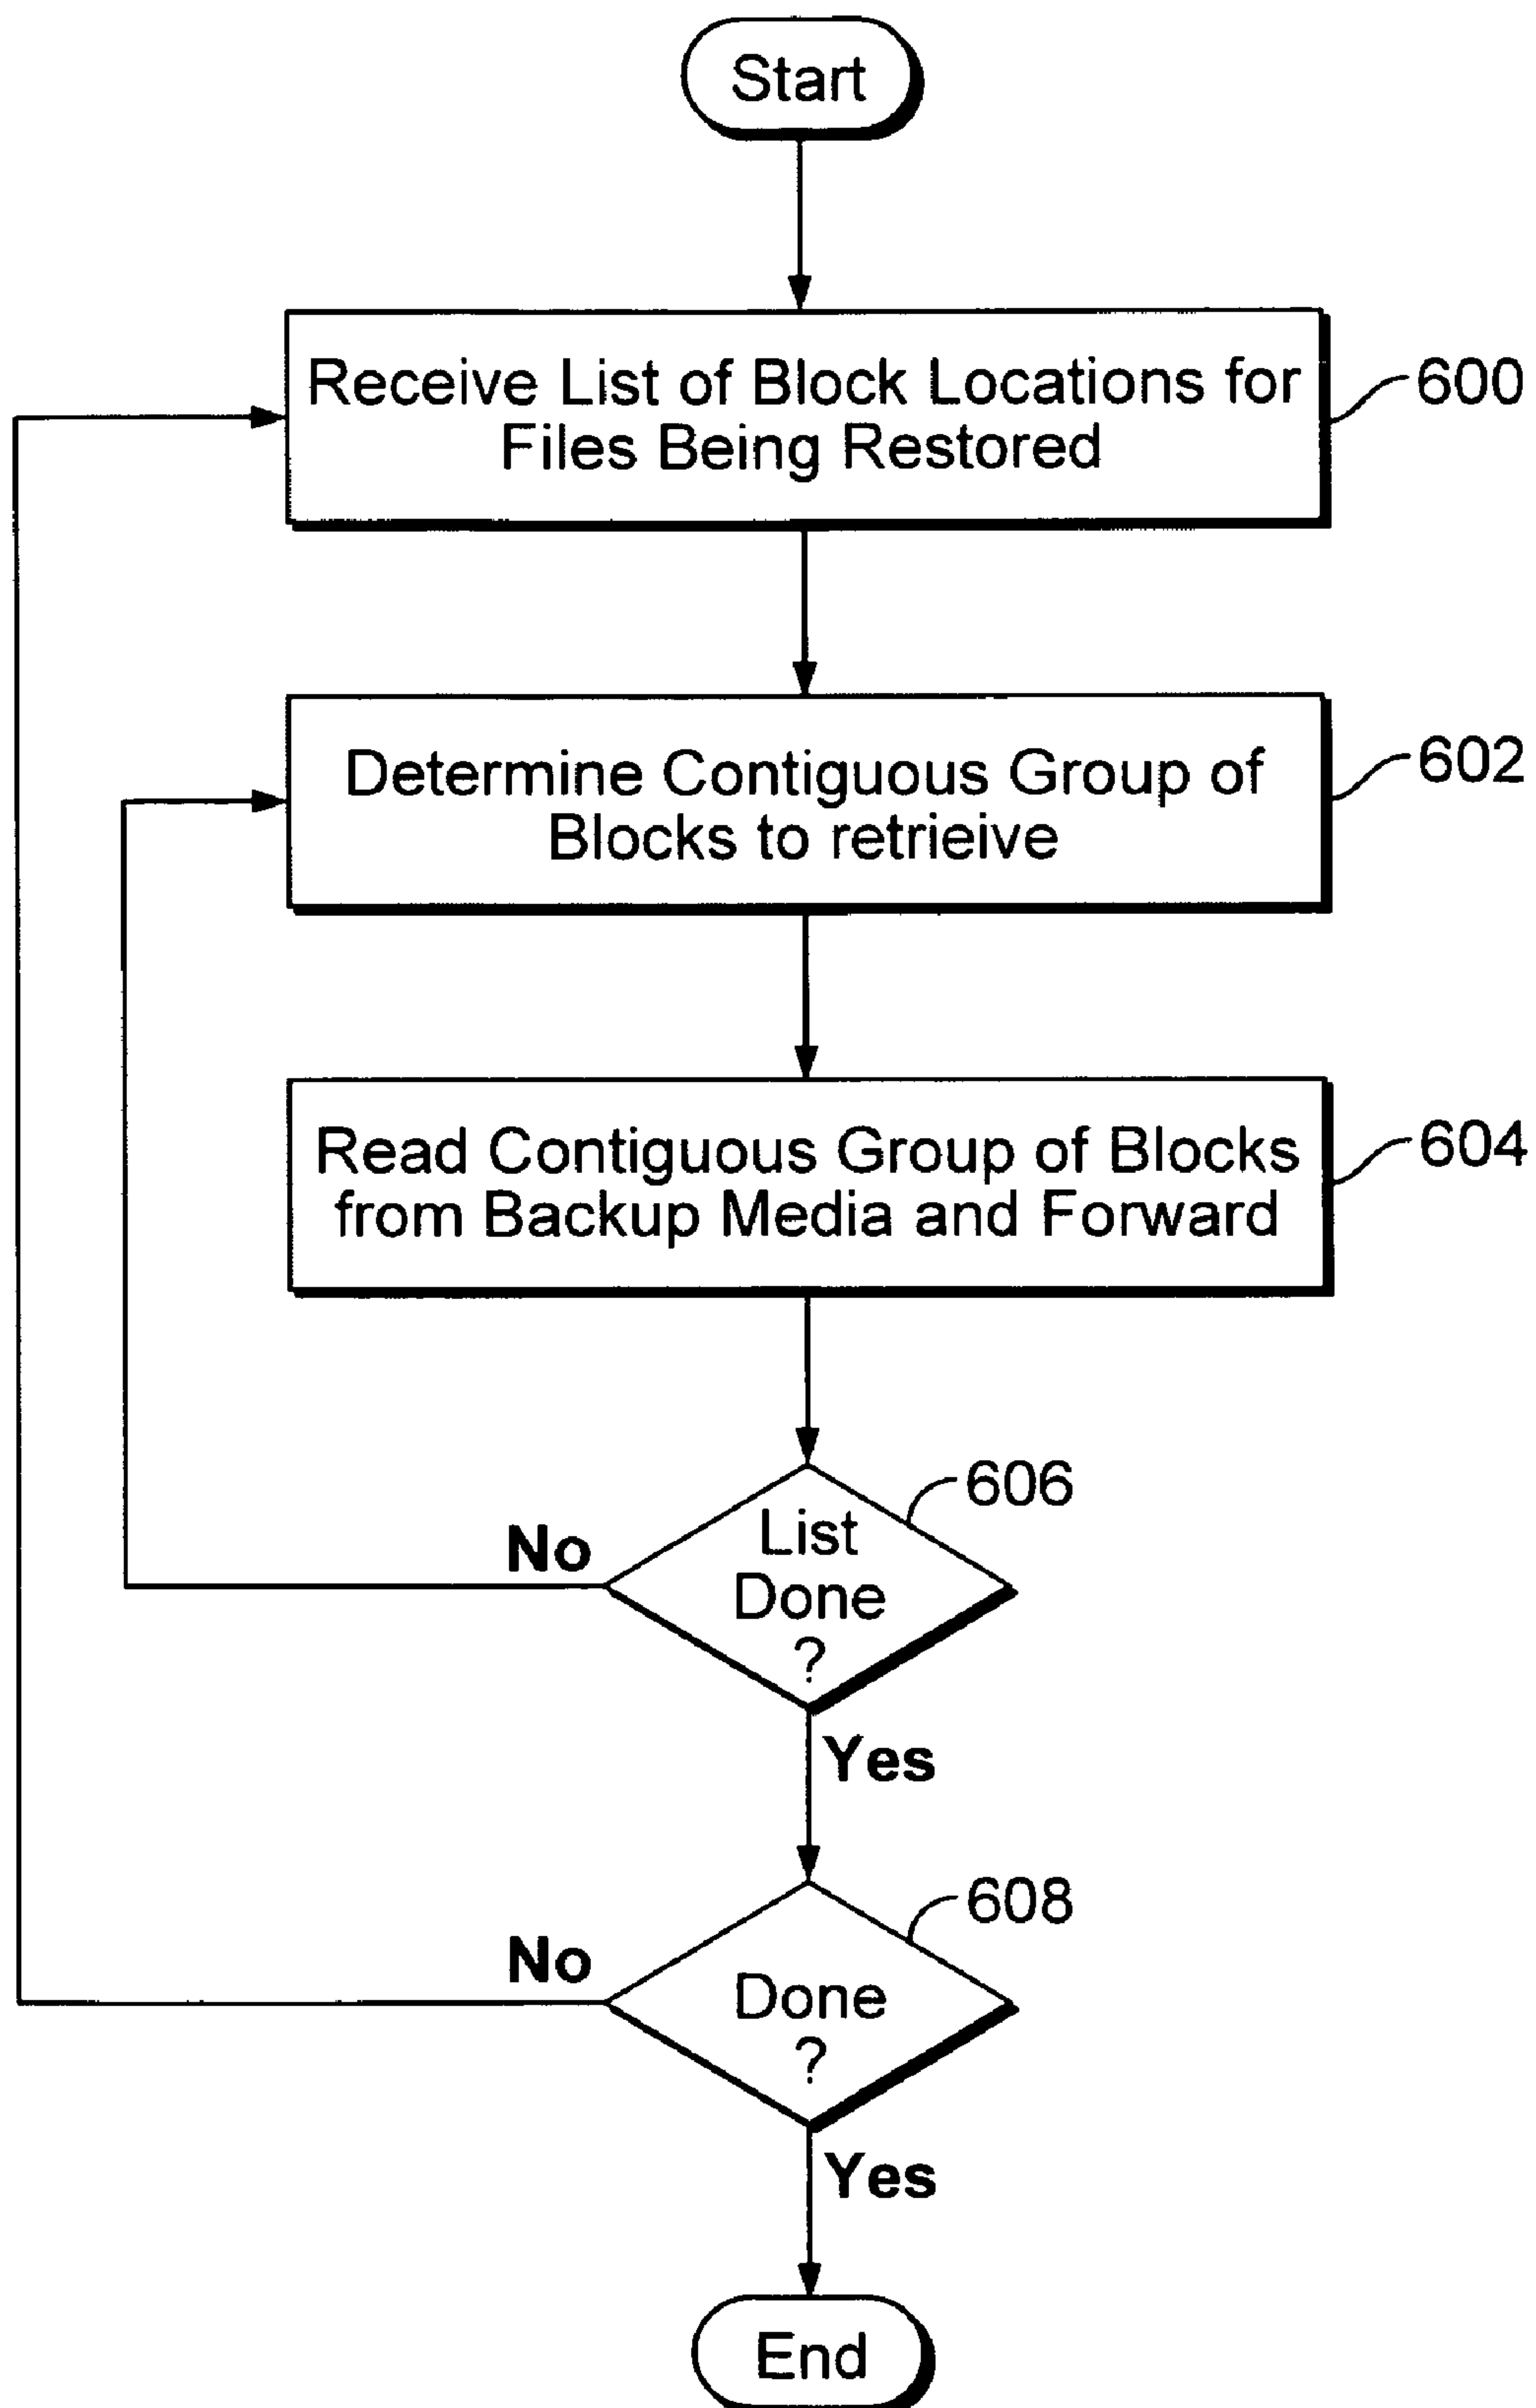 Start
Receive List of Block Locations for
Files Being Restored
600
Determine Contiguous Group of
Blocks to retrieive
602
Read Contiguous Group of Blocks
from Backup Media and Forward
604
606
List
Done
?
No
Yes
608
Done
?
No
Yes
End